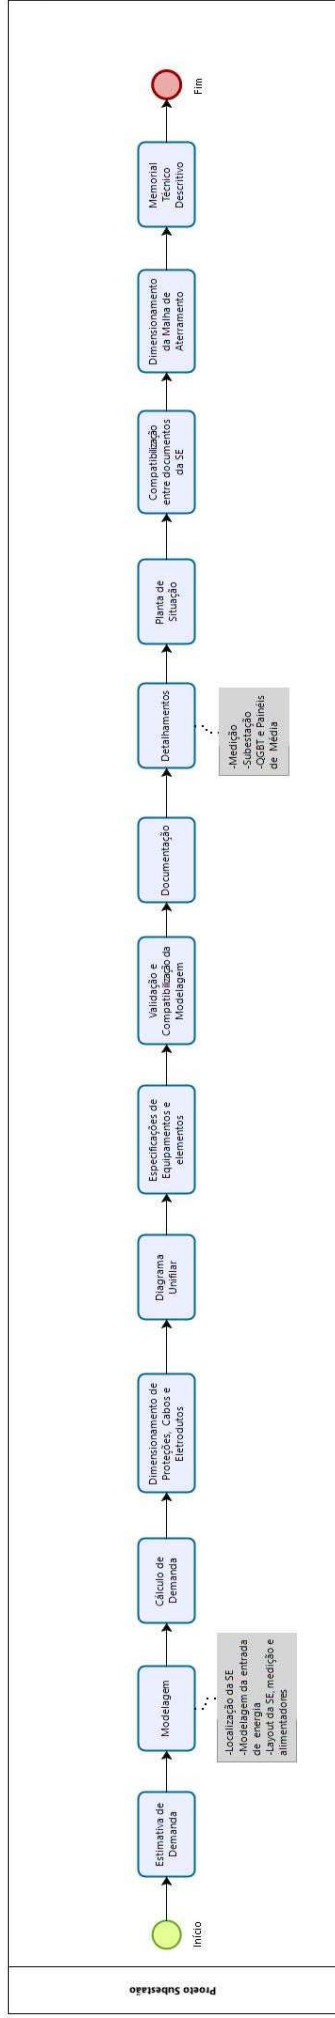 Proeto Subestaão
Início
Estimativa de
Demanda
Modelagem
-Localização da SE
-Modelagem da entrada
de energia
-Layout da SE, medição e
alimentadores
Cálculo de
Demanda
Dimensionamento de
Proteções, Cabos e
Eletrodutos
Diagrama
Unifilar
Especificações de
Equipamentos e
elementos
Validação e
Compatibilização da
Modelagem
Documentação
Detalhamentos
-Medição
-Subestação
-QGBT e Painéis
de Média
Planta de
Situação
Compatibilização
entre documentos
da SE
Dimensionamento
da Malha de
Aterramento
Memorial
Técnico
Descritivo
Fim